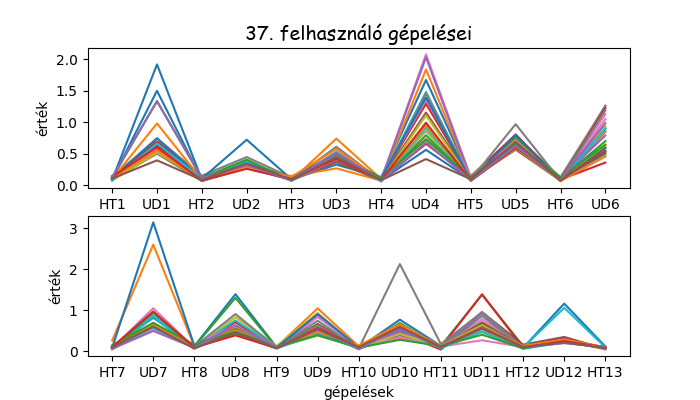 37. felhasználó gépelései
2.0
1.5
1.0
0.5
0.0
érték
HT1 UD1 HT2 UD2 HT3 UD3 HT4 UD4 HT5 UD5 HT6 UD6
3
2
1
0
érték
HT7 UD7 HT8 UD8 HT9 UD9 HT10 UD10 HT11 UD11 HT12 UD12 HT13
gépelések